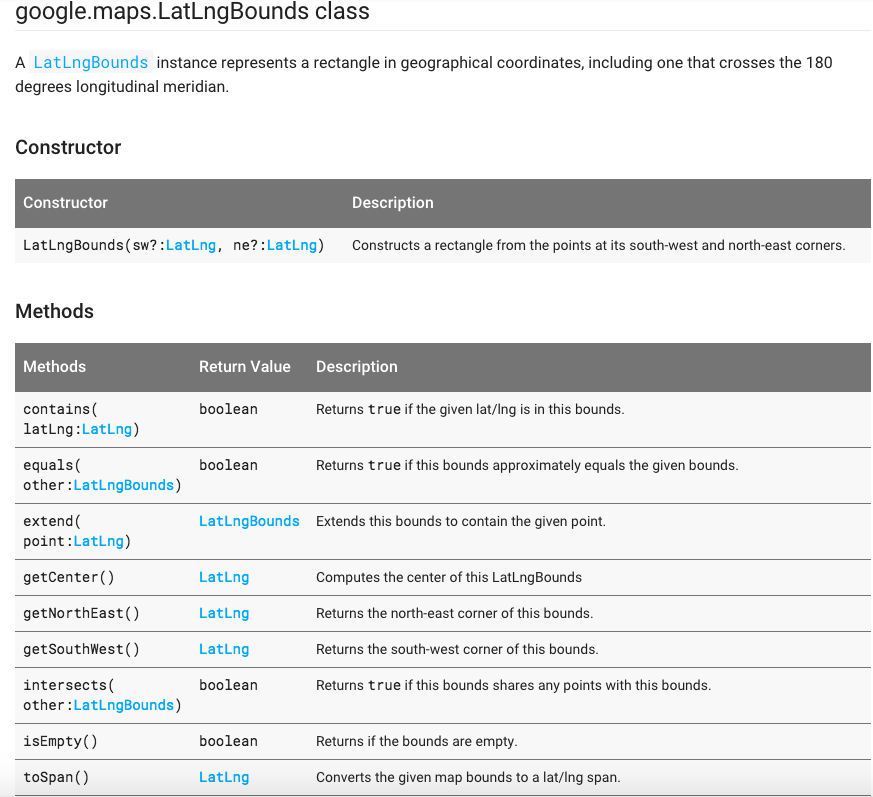 google.maps.LatLngBounds class
A LatLngBounds instance represents a rectangle in geographical coordinates, including one that crosses the 180
degrees longitudinal meridian.
Constructor
Constructor Description
LatLngBounds(sw?:LatLng, ne?:LatLng) Constructs a rectangle from the points at its south-west and north-east corners.
Methods
Methods Return Value Description
contains( boolean Returns true if the given lat/lng is in this bounds.
latLng:LatLng)
equals( boolean Returns true if this bounds approximately equals the given bounds.
other:LatLngBounds)
extend( LatLngBounds Extends this bounds to contain the given point.
point:LatLng)
getCenter() LatLng Computes the center of this LatLngBounds
getNorthEast() LatLng Returns the north-east corner of this bounds.
getSouthWest() LatLng Returns the south-west corner of this bounds.
intersects( boolean Returns true if this bounds shares any points with this bounds.
other:LatLngBounds)
isEmpty() boolean Returns if the bounds are empty.
toSpan() LatLng Converts the given map bounds to a lat/lng span.